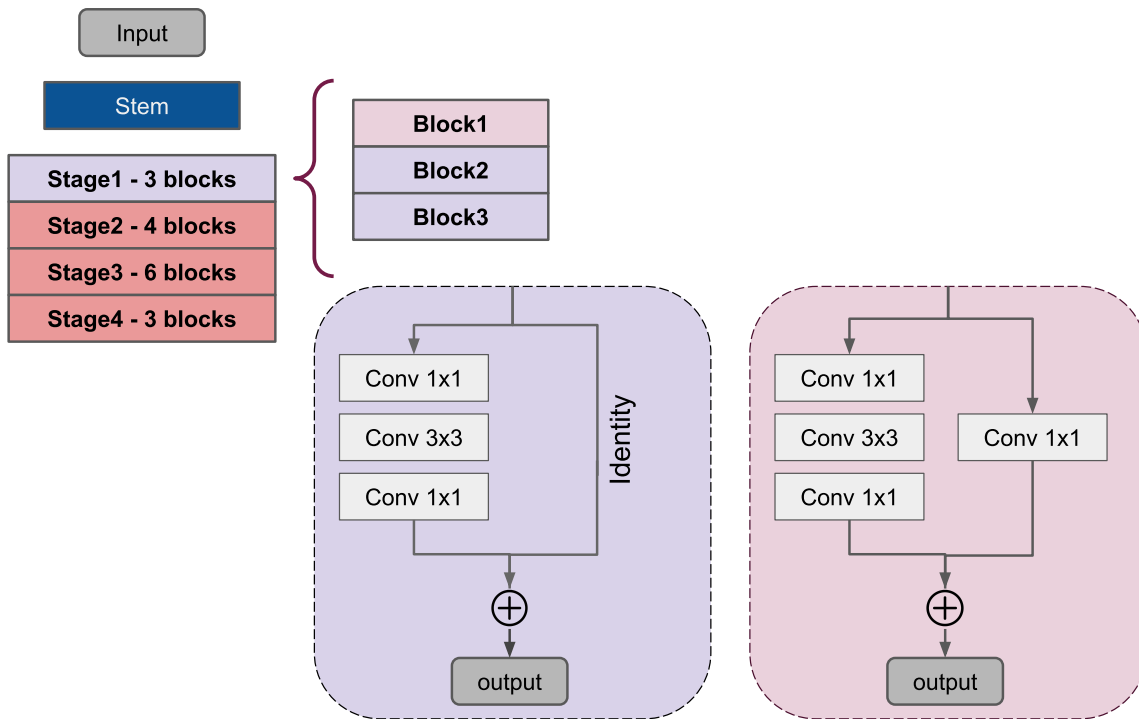 Input
Stem
Stage1 - 3 blocks
Stage2 - 4 blocks
Stage3 - 6 blocks
Stage4 - 3 blocks
Block1
Block2
Block3
Conv 1x1
Conv 3x3
Conv 1x1
Identity
output
Conv 1x1
Conv 3x3
Conv 1x1
Conv 1x1
output